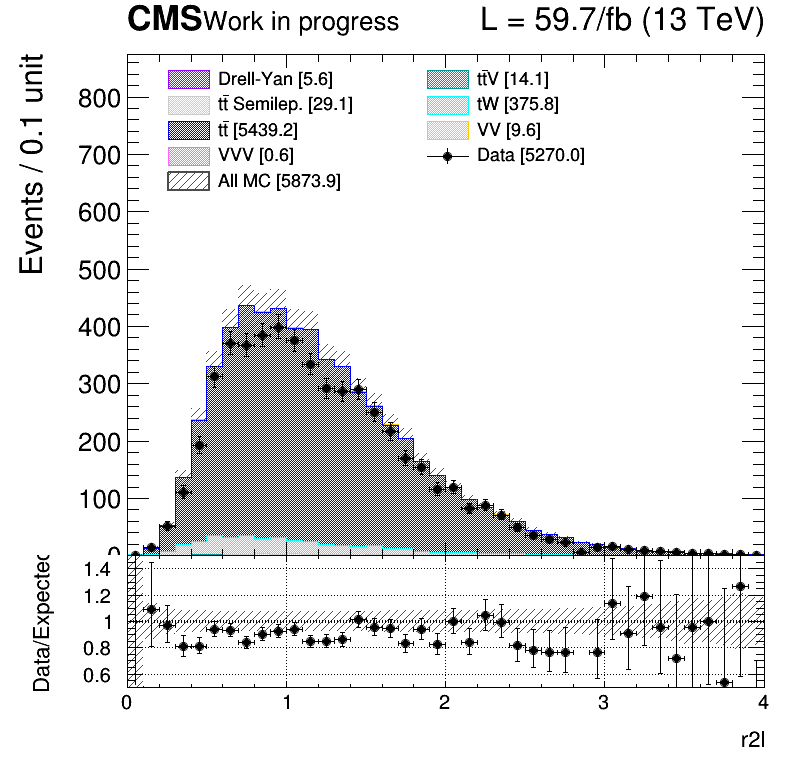 CMS Work in progress L = 59.7/fb (13 TeV)
Events / 0.1 unit
Drell-Yan [5.6]
tt̄ Semilep. [29.1]
tt̄ [5439.2]
VVV [0.6]
All MC [5873.9]
tt̄V [14.1]
tW [375.8]
VV [9.6]
Data [5270.0]
800
700
600
500
400
300
200
100
0
Data/Expected
1.4
1.2
1
0.8
0.6
0 1 2 3 4
r2l